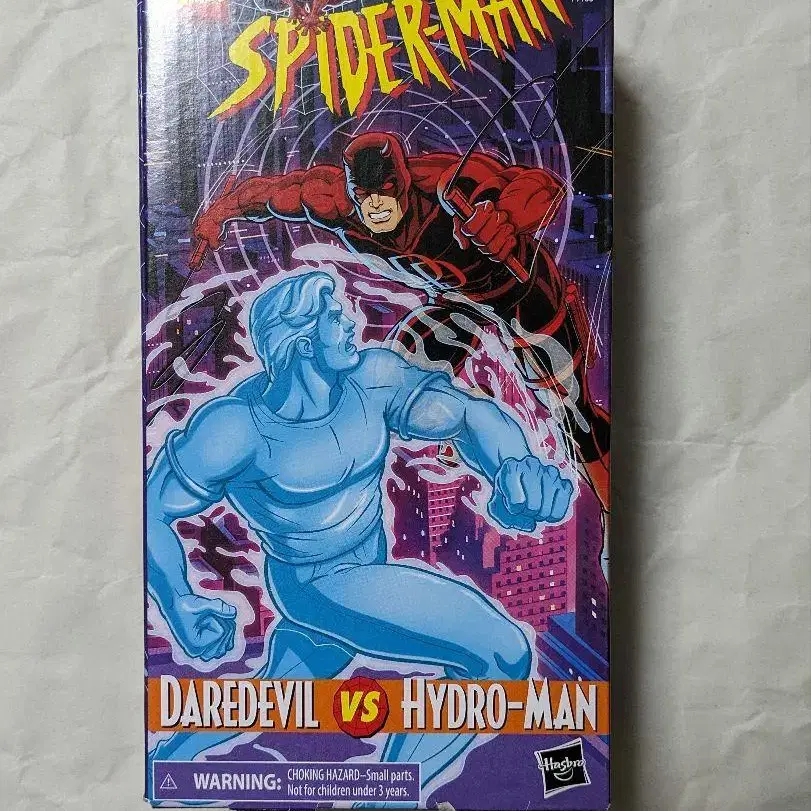 SPIDER-MAN
DAREDEVIL VS HYDRO-MAN
Hasbro
WARNING: CHOKING HAZARD–Small parts.
Not for children under 3 years.